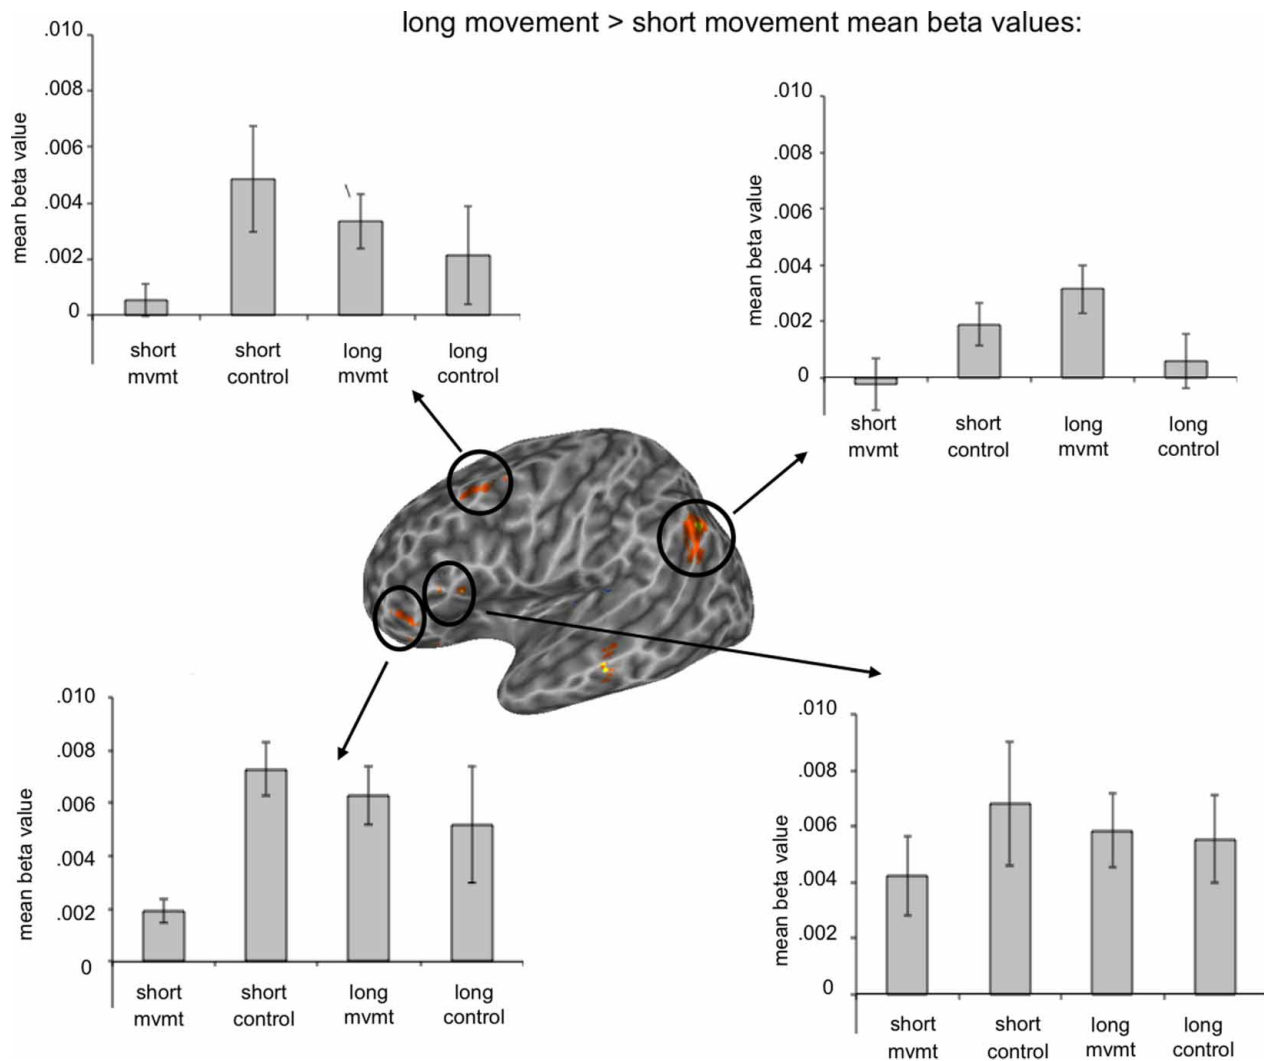 long movement > short movement mean beta values:
mean beta value
.010
.008
.006
.004
.002
0
short
mvmt
short
control
long
mvmt
long
control
mean beta value
.010
.008
.006
.004
.002
0
short
mvmt
short
control
long
mvmt
long
control
mean beta value
.010
.008
.006
.004
.002
0
short
mvmt
short
control
long
mvmt
long
control
mean beta value
.010
.008
.006
.004
.002
0
short
mvmt
short
control
long
mvmt
long
control